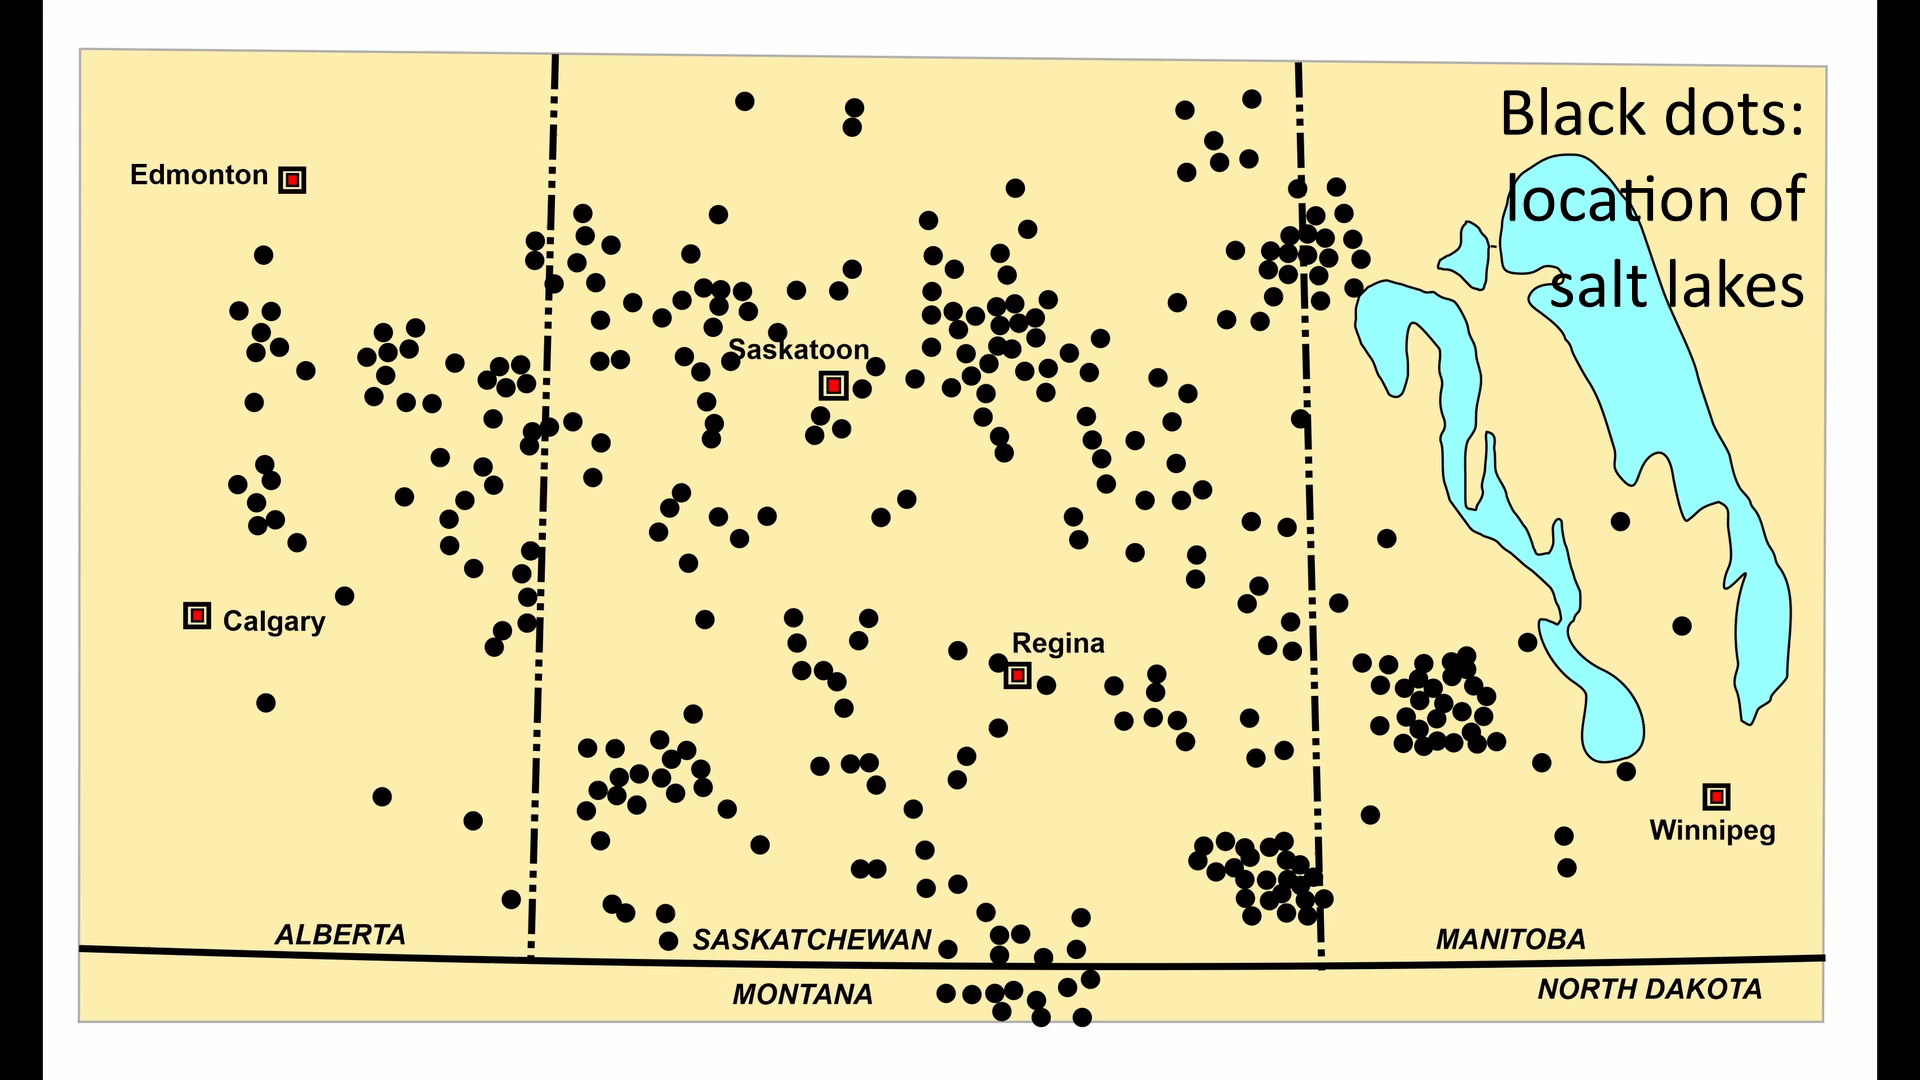 Black dots:
location of
salt lakes
Edmonton
Saskatoon
Calgary
Regina
Winnipeg
ALBERTA
SASKATCHEWAN
MANITOBA
MONTANA
NORTH DAKOTA